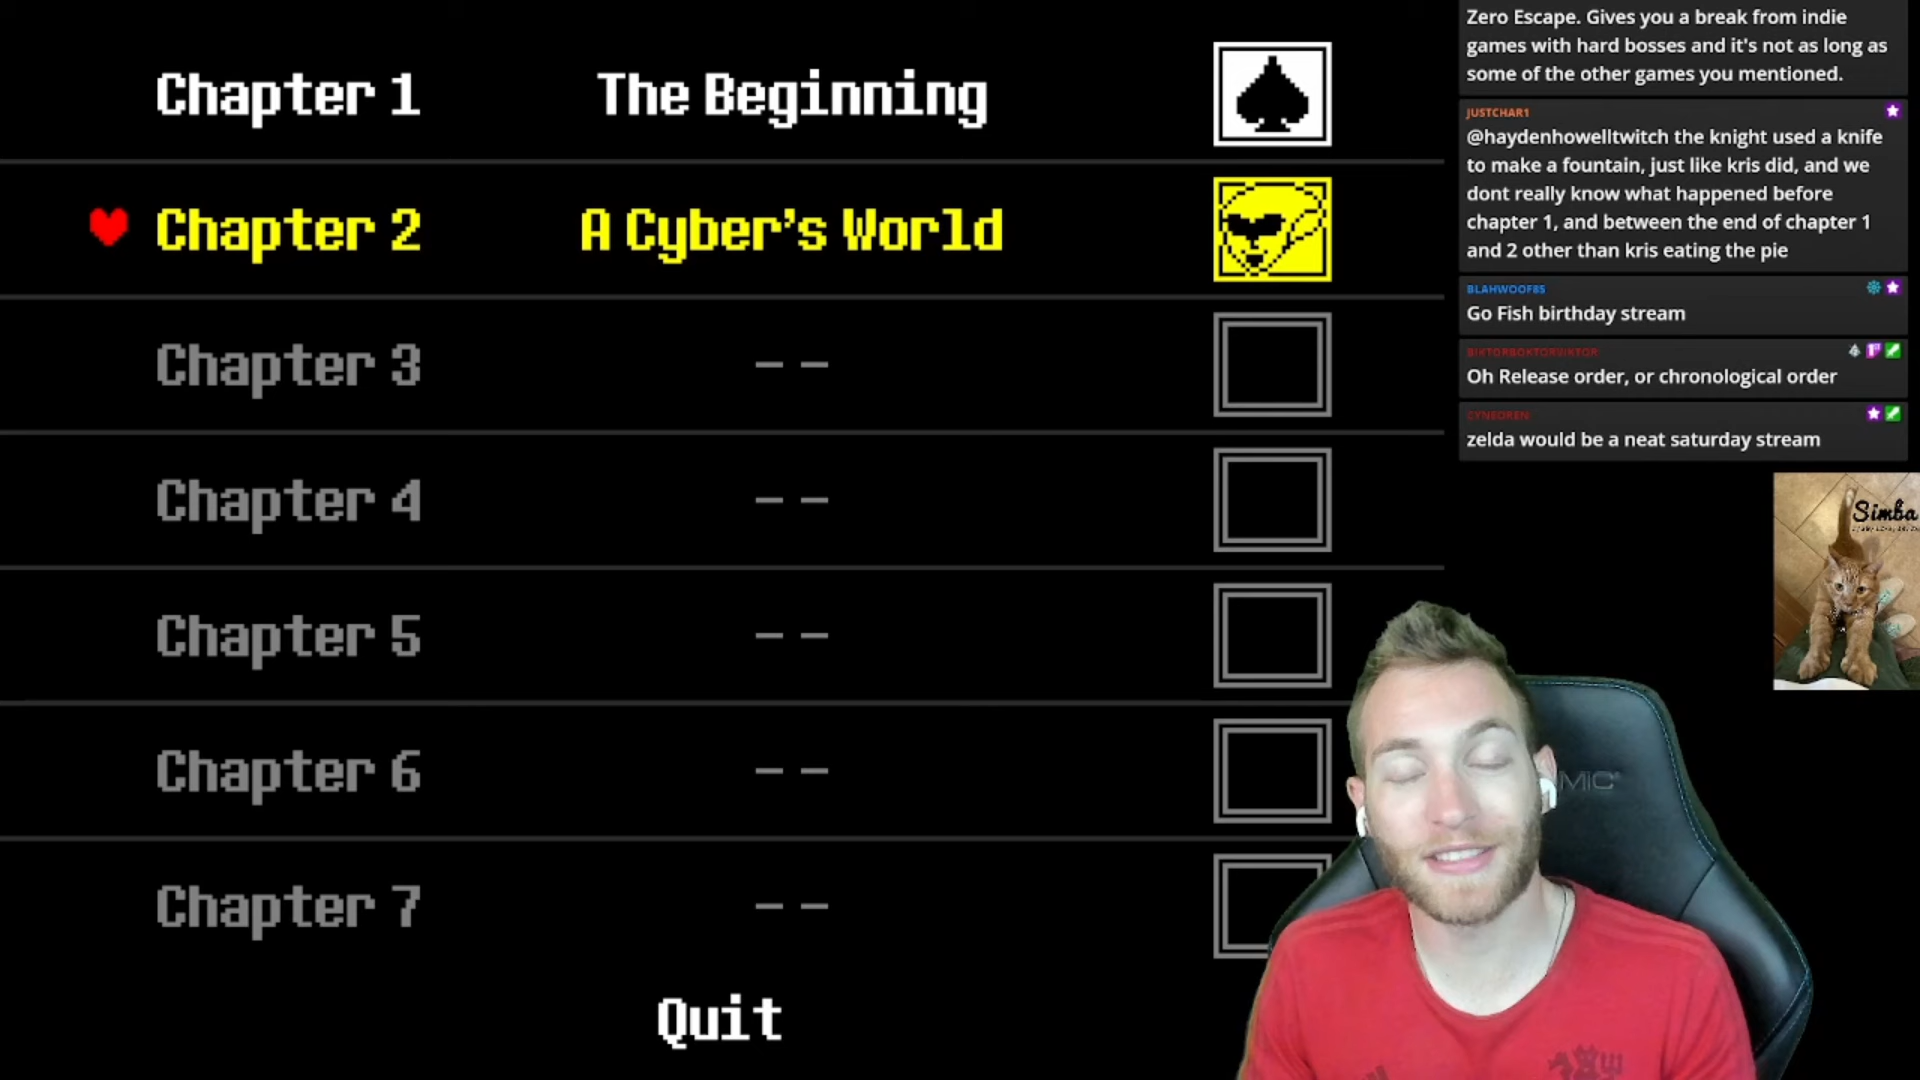 Chapter 1 The Beginning
Chapter 2 A Cyber's World
Chapter 3 --
Chapter 4 --
Chapter 5 --
Chapter 6 --
Chapter 7 --
Quit
Zero Escape. Gives you a break from indie
games with hard bosses and it's not as long as
some of the other games you mentioned.
JUSTCHAR1
@haydenhowelltwitch the knight used a knife
to make a fountain, just like kris did, and we
dont really know what happened before
chapter 1, and between the end of chapter 1
and 2 other than kris eating the pie
BLAHWOOF85
Go Fish birthday stream
BIKTORBOKTORVIKTOR
Oh Release order, or chronological order
CYNEOREN
zelda would be a neat saturday stream
Simba
MIC